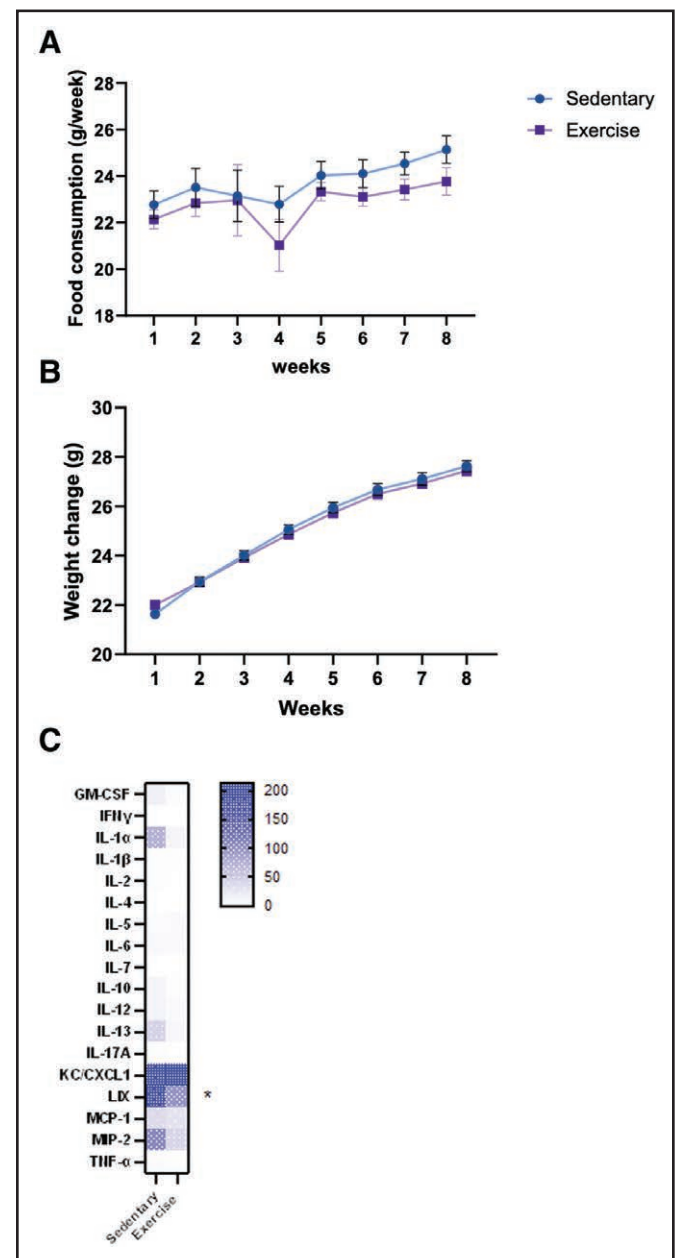 A
Food consumption (g/week)
28
26
24
22
20
18
1 2 3 4 5 6 7 8
weeks
Sedentary
Exercise
B
Weight change (g)
30
28
26
24
22
20
1 2 3 4 5 6 7 8
Weeks
C
GM-CSF
IFNγ
IL-1α
IL-1β
IL-2
IL-4
IL-5
IL-6
IL-7
IL-10
IL-12
IL-13
IL-17A
KC/CXCL1
LIX
MCP-1
MIP-2
TNF-α
Sedentary
Exercise
200
150
100
50
0
*